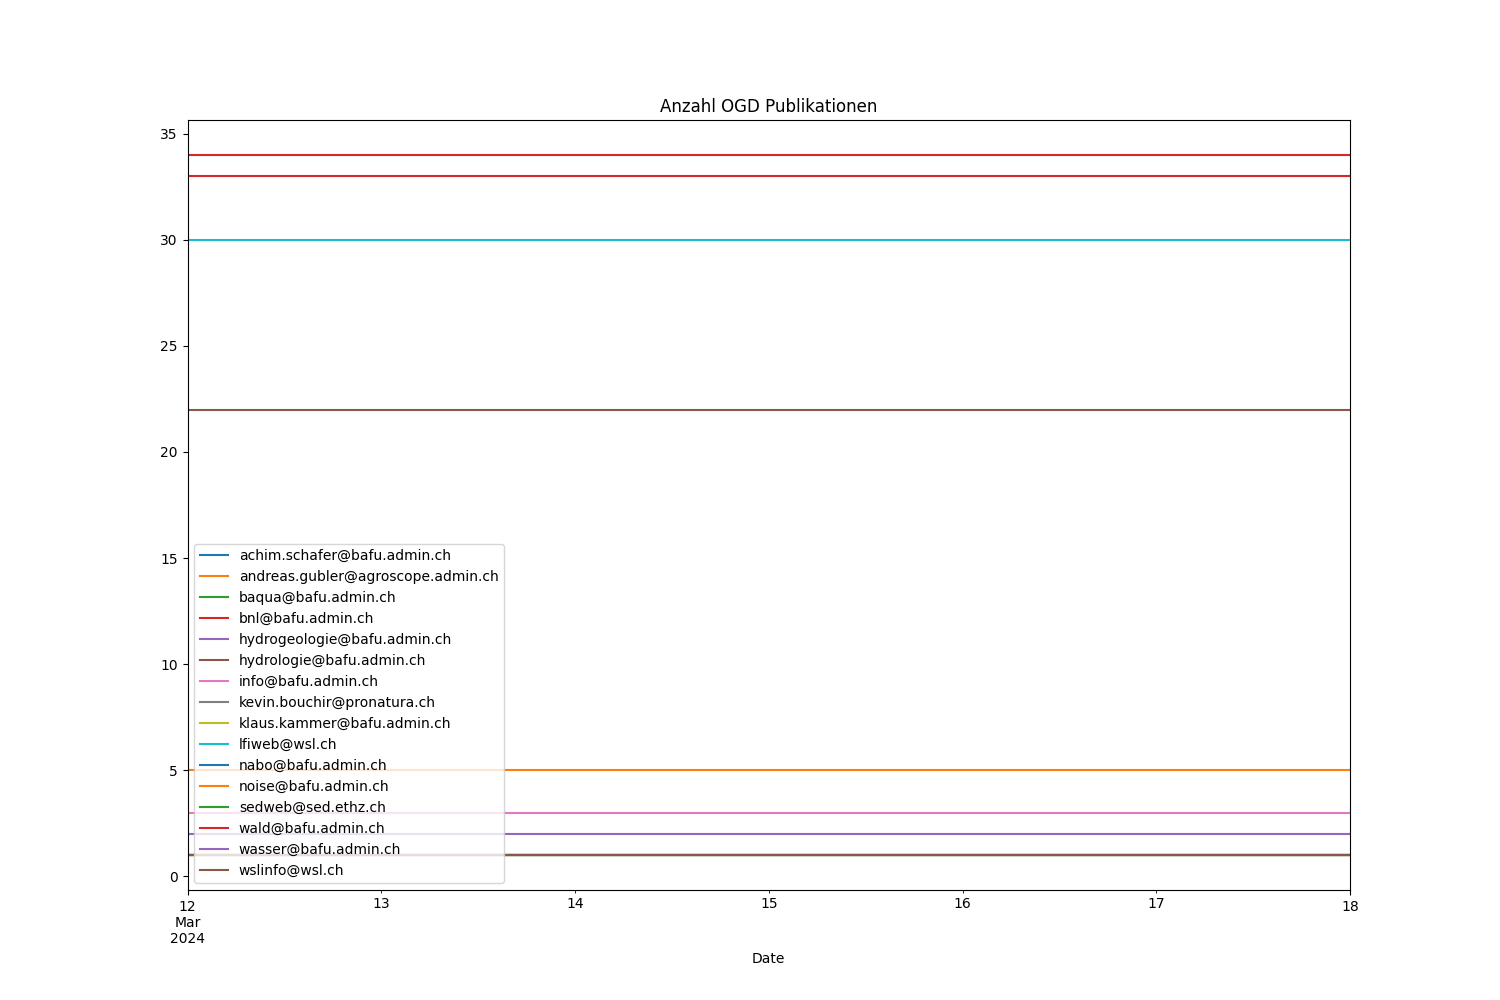 Anzahl OGD Publikationen
35
30
25
20
15
10
5
0
achim.schafer@bafu.admin.ch
andreas.gubler@agroscope.admin.ch
baqua@bafu.admin.ch
bnl@bafu.admin.ch
hydrogeologie@bafu.admin.ch
hydrologie@bafu.admin.ch
info@bafu.admin.ch
kevin.bouchir@pronatura.ch
klaus.kammer@bafu.admin.ch
lfiweb@wsl.ch
nabo@bafu.admin.ch
noise@bafu.admin.ch
sedweb@sed.ethz.ch
wald@bafu.admin.ch
wasser@bafu.admin.ch
wslinfo@wsl.ch
12 13 14 15 16 17 18
Mar
2024
Date